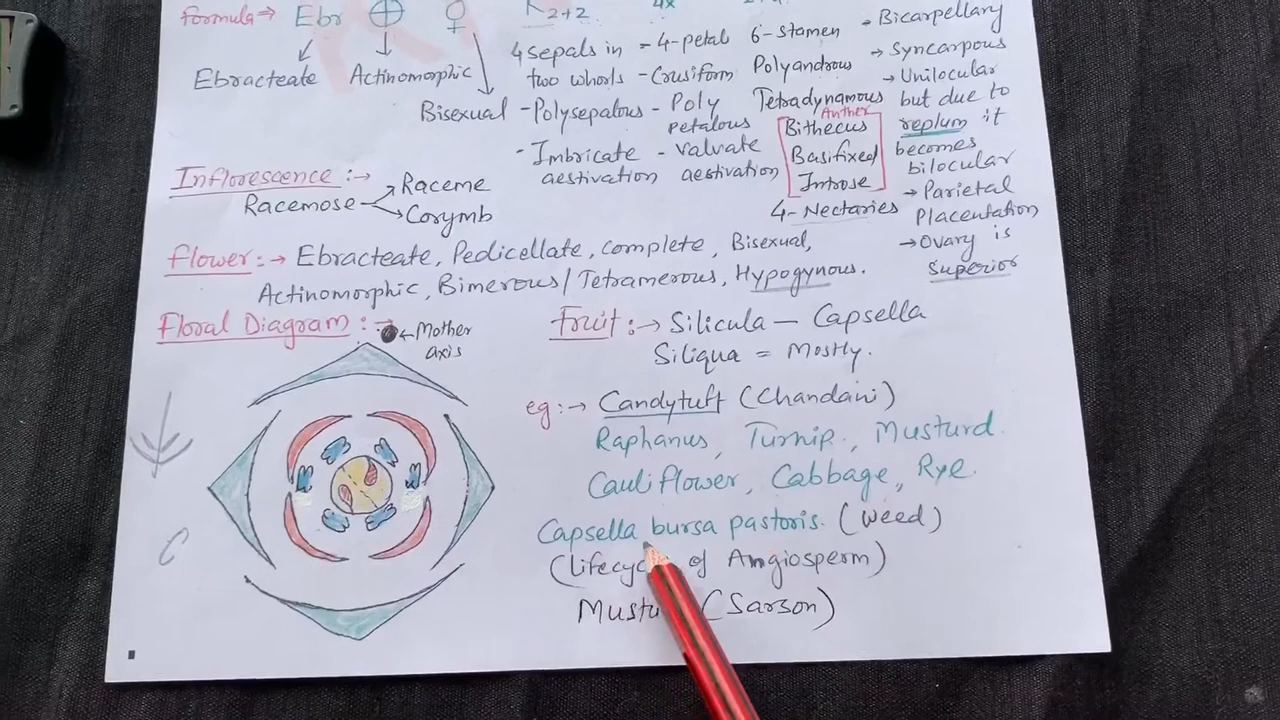 Formula → Ebr ⊕ ⚥ K2+2
Ebracteate Actinomorphic
Bisexual
4 sepals in
two whorls
- Polysepalous
- Imbricate
aestivation
= 4-petal
- Crusiform
- Poly
petalous
- valvate
aestivation
6-stamen
Polyandrous
Tetradynamous
Anther
Bithecus
Basifixed
Introse
4-Nectaries
- Bicarpellary
→ Syncarpous
→ Unilocular
but due to
replum it
becomes
bilocular
→ Parietal
Placentation
→ Ovary is
superior
Inflorescence :→
Racemose
Raceme
Corymb
Flower :→ Ebracteate, Pedicellate, complete, Bisexual,
Actinomorphic, Bimerous/Tetramerous, Hypogynous.
Floral Diagram :→
← Mother
axis
Fruit :→ Silicula — Capsella
Siliqua = Mostly.
eg :→ Candytuft (Chandani)
Raphanus, Turnip, Musturd
Cauliflower, Cabbage, Rye.
Capsella bursa pastoris. (weed)
(Lifecyc of Angiosperm)
Mustu (Sarson)